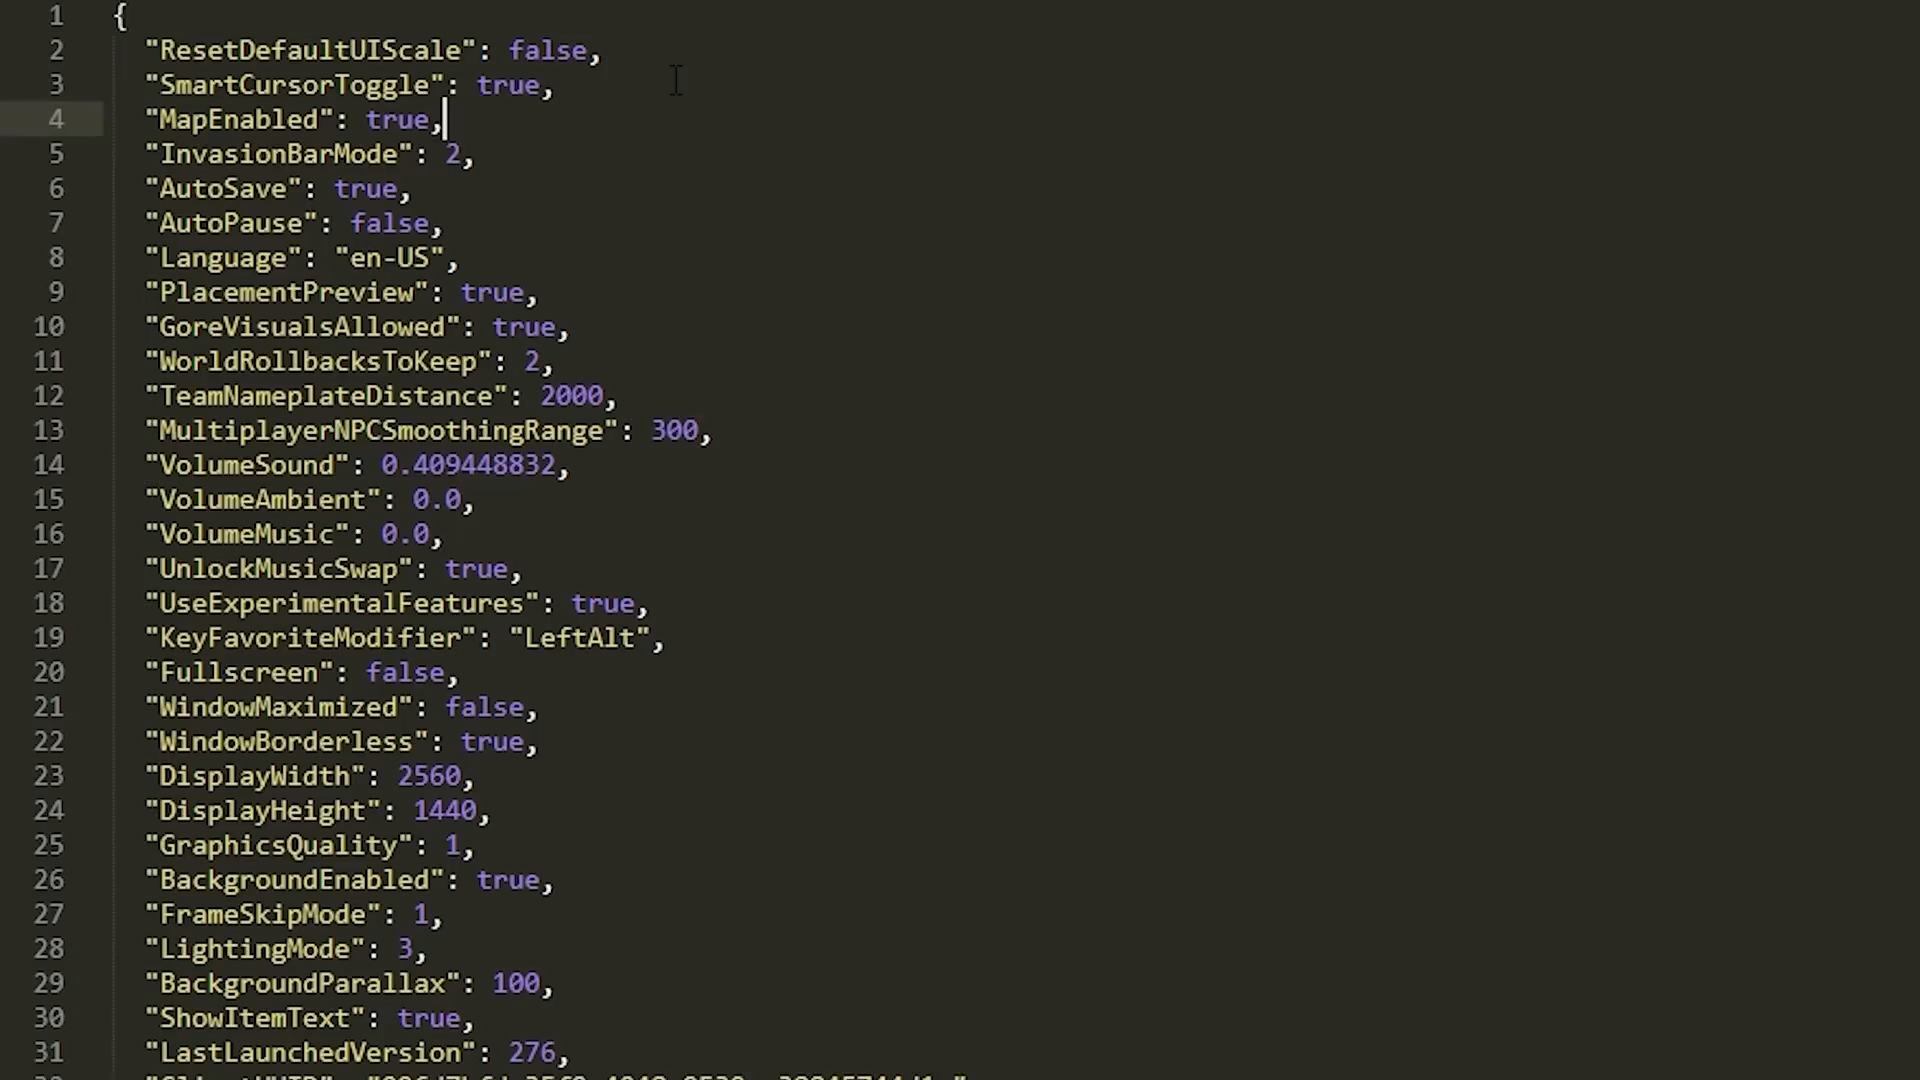 1 {
2 "ResetDefaultUIScale": false,
3 "SmartCursorToggle": true,
4 "MapEnabled": true,
5 "InvasionBarMode": 2,
6 "AutoSave": true,
7 "AutoPause": false,
8 "Language": "en-US",
9 "PlacementPreview": true,
10 "GoreVisualsAllowed": true,
11 "WorldRollbacksToKeep": 2,
12 "TeamNameplateDistance": 2000,
13 "MultiplayerNPCSmoothingRange": 300,
14 "VolumeSound": 0.409448832,
15 "VolumeAmbient": 0.0,
16 "VolumeMusic": 0.0,
17 "UnlockMusicSwap": true,
18 "UseExperimentalFeatures": true,
19 "KeyFavoriteModifier": "LeftAlt",
20 "Fullscreen": false,
21 "WindowMaximized": false,
22 "WindowBorderless": true,
23 "DisplayWidth": 2560,
24 "DisplayHeight": 1440,
25 "GraphicsQuality": 1,
26 "BackgroundEnabled": true,
27 "FrameSkipMode": 1,
28 "LightingMode": 3,
29 "BackgroundParallax": 100,
30 "ShowItemText": true,
31 "LastLaunchedVersion": 276,